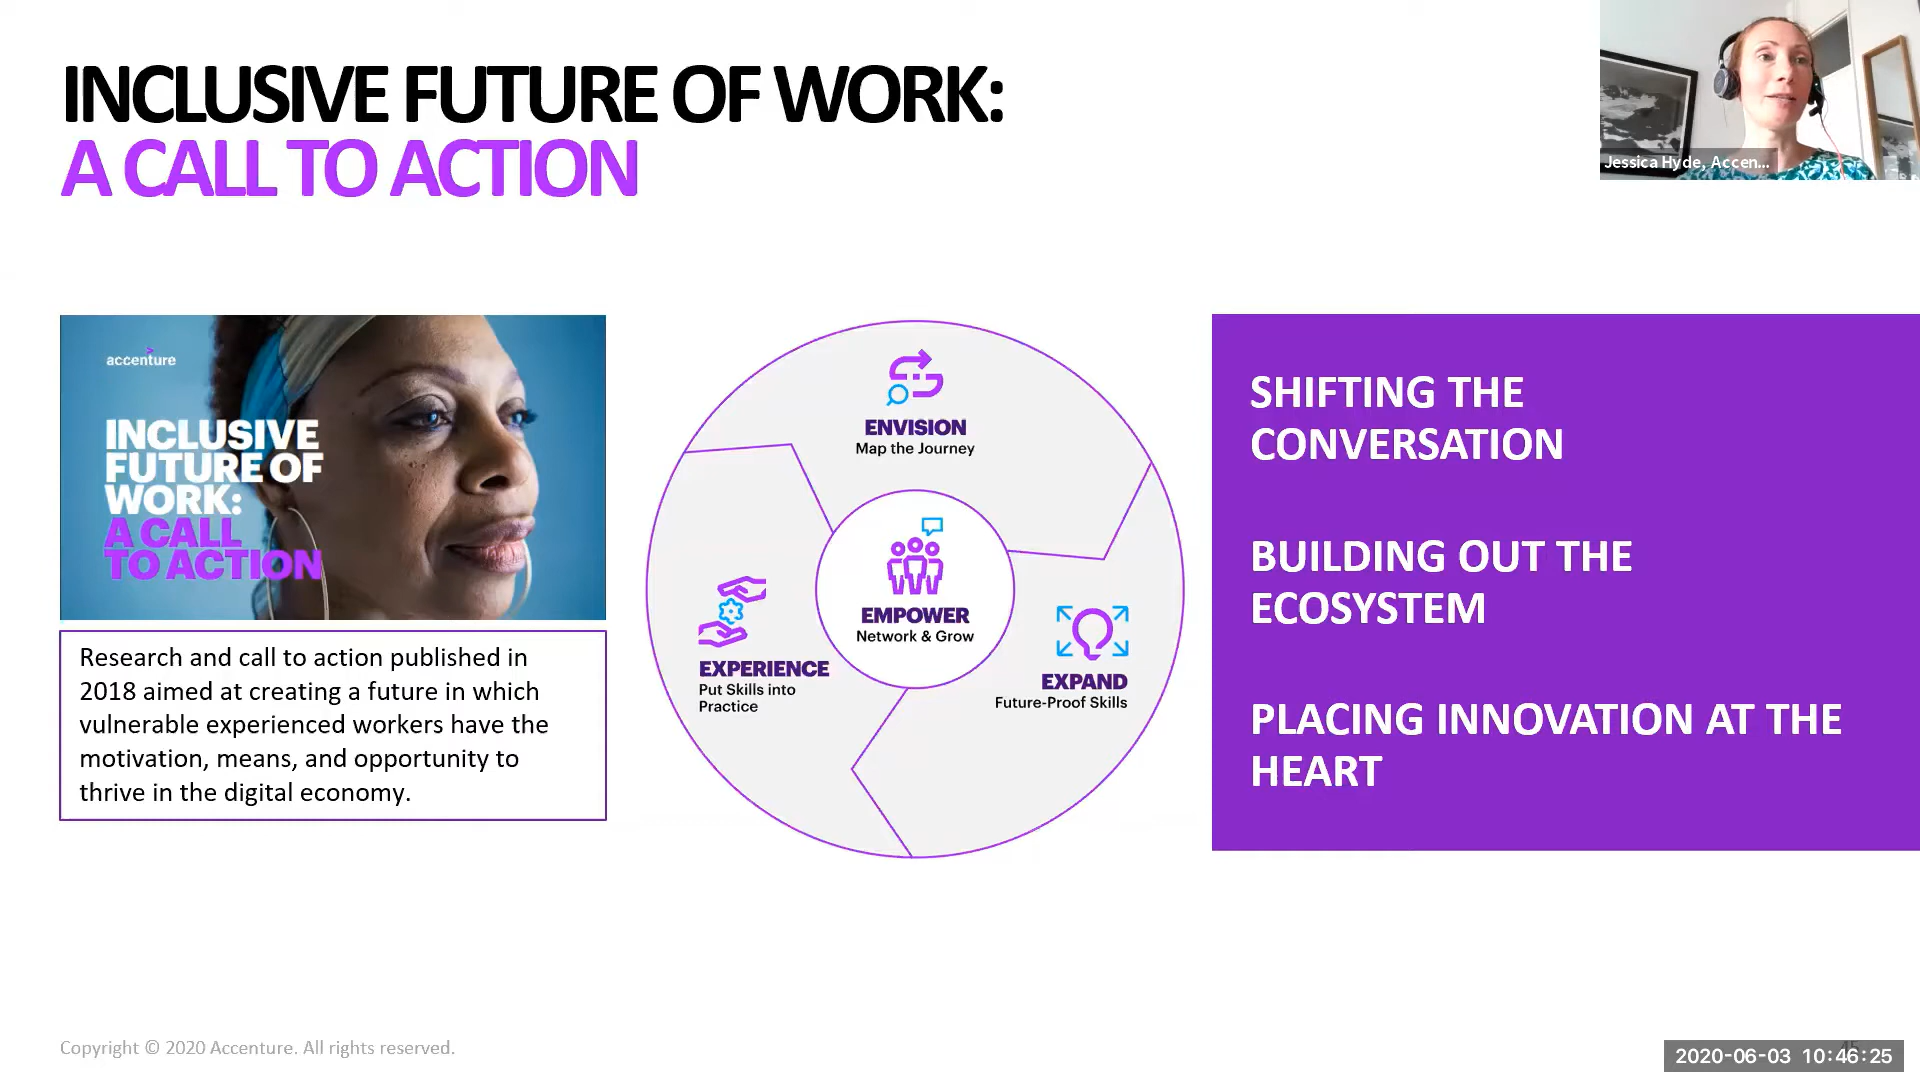 INCLUSIVE FUTURE OF WORK:
A CALL TO ACTION
Jessica Hyde, Accen...
accenture
INCLUSIVE
FUTURE OF
WORK:
A CALL
TO ACTION
Research and call to action published in
2018 aimed at creating a future in which
vulnerable experienced workers have the
motivation, means, and opportunity to
thrive in the digital economy.
ENVISION
Map the Journey
EMPOWER
Network & Grow
EXPERIENCE
Put Skills into
Practice
EXPAND
Future-Proof Skills
SHIFTING THE
CONVERSATION
BUILDING OUT THE
ECOSYSTEM
PLACING INNOVATION AT THE
HEART
Copyright © 2020 Accenture. All rights reserved.
2020-06-03 10:46:25